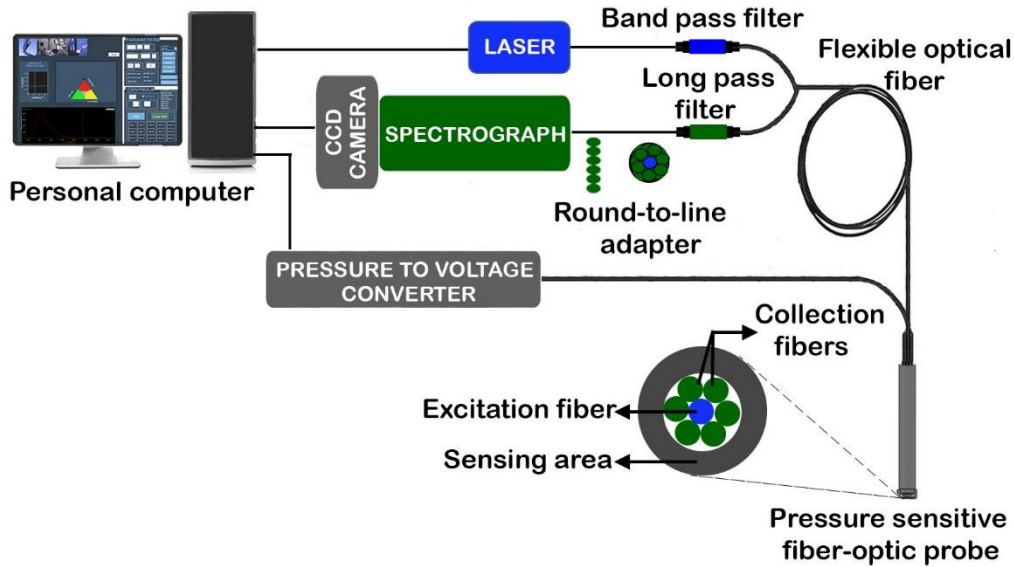 Band pass filter
LASER
Flexible optical
fiber
Long pass
filter
CCD
CAMERA
SPECTROGRAPH
Personal computer
Round-to-line
adapter
PRESSURE TO VOLTAGE
CONVERTER
Collection
fibers
Excitation fiber
Sensing area
Pressure sensitive
fiber-optic probe